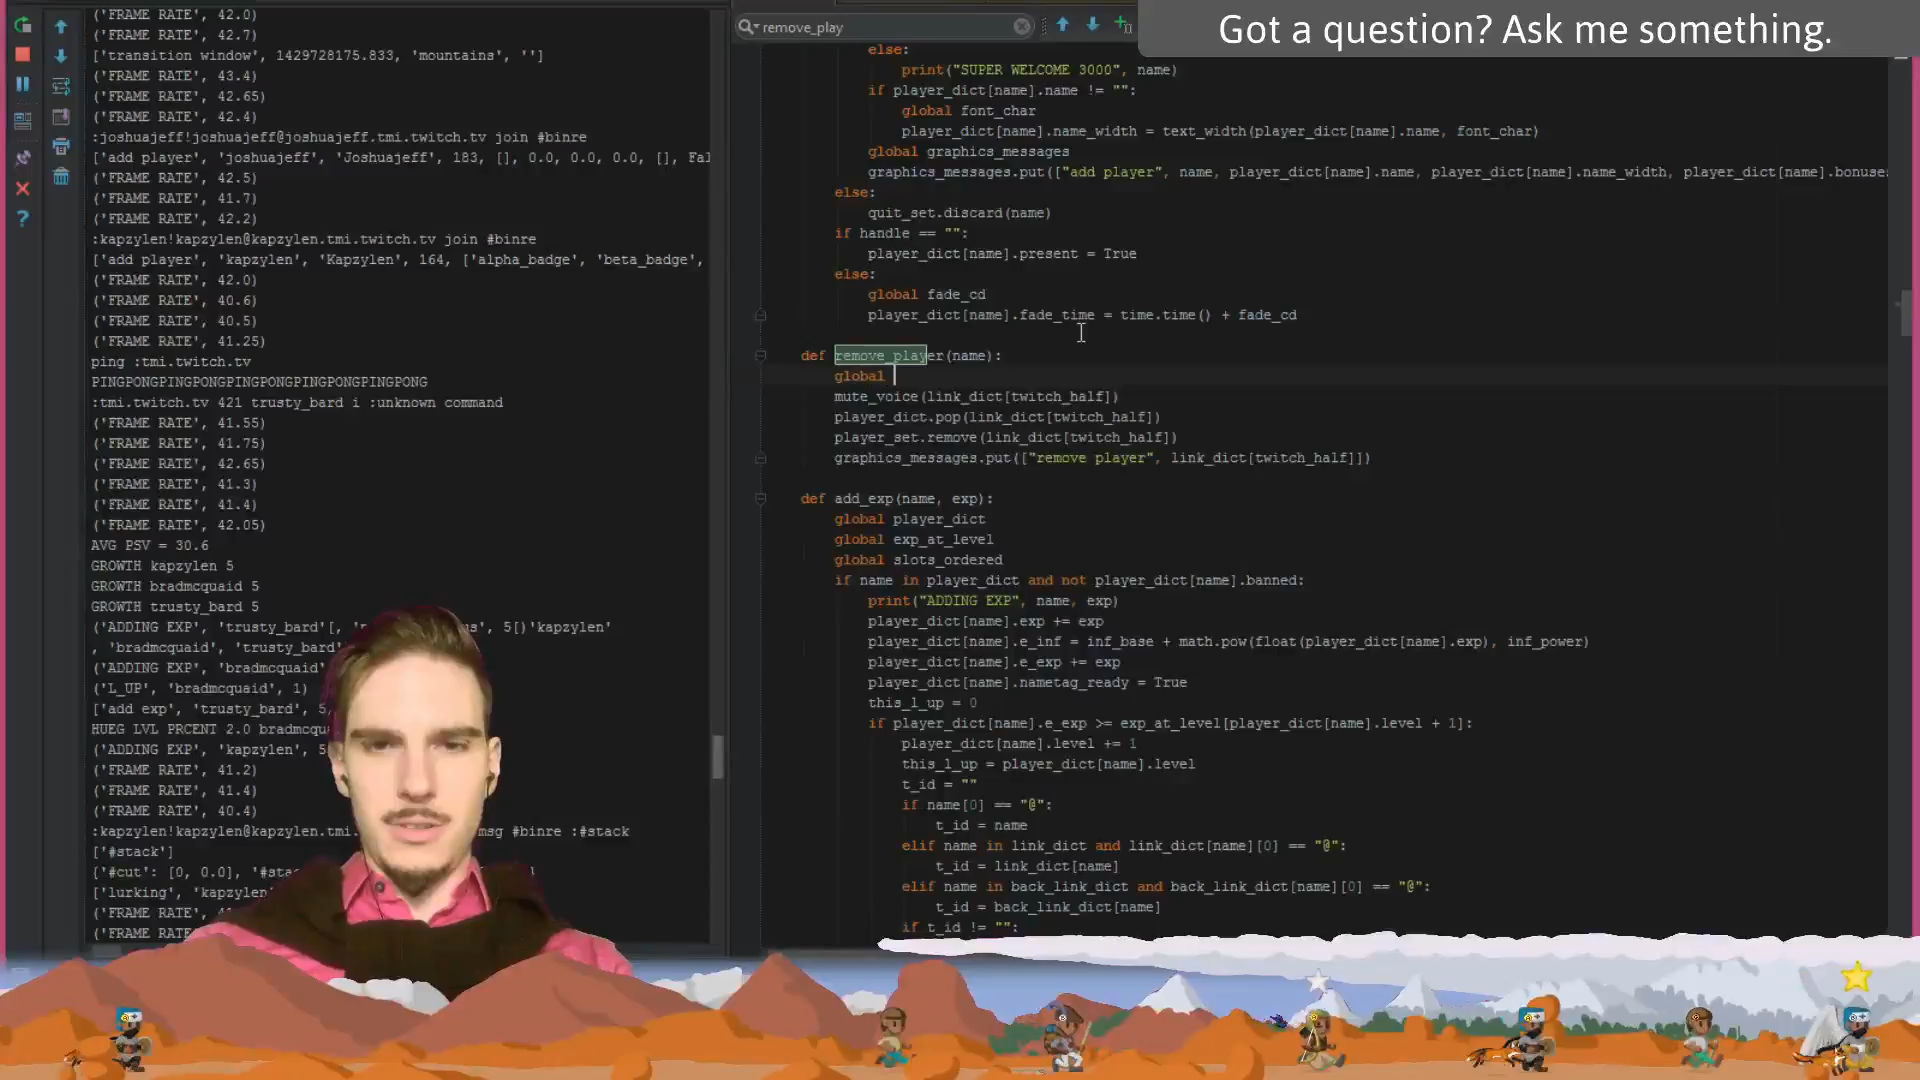 ('FRAME RATE', 42.0)
('FRAME RATE', 42.7)
['transition window', 1429728175.833, 'mountains', '']
('FRAME RATE', 43.4)
('FRAME RATE', 42.65)
('FRAME RATE', 42.4)
:joshuajeff!joshuajeff@joshuajeff.tmi.twitch.tv join #binre
['add player', 'joshuajeff', 'Joshuajeff', 183, [], 0.0, 0.0, 0.0, [], Fal
('FRAME RATE', 42.5)
('FRAME RATE', 41.7)
('FRAME RATE', 42.2)
:kapzylen!kapzylen@kapzylen.tmi.twitch.tv join #binre
['add player', 'kapzylen', 'Kapzylen', 164, ['alpha_badge', 'beta_badge',
('FRAME RATE', 42.0)
('FRAME RATE', 40.6)
('FRAME RATE', 40.5)
('FRAME RATE', 41.25)
ping :tmi.twitch.tv
PINGPONGPINGPONGPINGPONGPINGPONGPINGPONG
:tmi.twitch.tv 421 trusty_bard i :unknown command
('FRAME RATE', 41.55)
('FRAME RATE', 41.75)
('FRAME RATE', 42.65)
('FRAME RATE', 41.3)
('FRAME RATE', 41.4)
('FRAME RATE', 42.05)
AVG PSV = 30.6
GROWTH kapzylen 5
GROWTH bradmcquaid 5
GROWTH trusty_bard 5
('ADDING EXP', 'trusty_bard'[, ' us', 5[)'kapzylen'
, 'bradmcquaid', 'trusty_bard'
('ADDING EXP', 'bradmcquaid'
('L_UP', 'bradmcquaid', 1)
['add exp', 'trusty_bard', 5,
HUEG LVL PRCENT 2.0 bradmcqu
('ADDING EXP', 'kapzylen', 5
('FRAME RATE', 41.2)
('FRAME RATE', 41.4)
('FRAME RATE', 40.4)
:kapzylen!kapzylen@kapzylen.tmi. msg #binre :#stack
['#stack']
['#cut': [0, 0.0], '#sta ]
['lurking', 'kapzylen'
('FRAME RATE', 41
('FRAME RATE',
remove_play
Got a question? Ask me something.
else:
print("SUPER WELCOME 3000", name)
if player_dict[name].name != "":
global font_char
player_dict[name].name_width = text_width(player_dict[name].name, font_char)
global graphics_messages
graphics_messages.put(["add player", name, player_dict[name].name, player_dict[name].name_width, player_dict[name].bonuse
else:
quit_set.discard(name)
if handle == "":
player_dict[name].present = True
else:
global fade_cd
player_dict[name].fade_time = time.time() + fade_cd
def remove_player(name):
global
mute_voice(link_dict[twitch_half])
player_dict.pop(link_dict[twitch_half])
player_set.remove(link_dict[twitch_half])
graphics_messages.put(["remove player", link_dict[twitch_half]])
def add_exp(name, exp):
global player_dict
global exp_at_level
global slots_ordered
if name in player_dict and not player_dict[name].banned:
print("ADDING EXP", name, exp)
player_dict[name].exp += exp
player_dict[name].e_inf = inf_base + math.pow(float(player_dict[name].exp), inf_power)
player_dict[name].e_exp += exp
player_dict[name].nametag_ready = True
this_l_up = 0
if player_dict[name].e_exp >= exp_at_level[player_dict[name].level + 1]:
player_dict[name].level += 1
this_l_up = player_dict[name].level
t_id = ""
if name[0] == "@":
t_id = name
elif name in link_dict and link_dict[name][0] == "@":
t_id = link_dict[name]
elif name in back_link_dict and back_link_dict[name][0] == "@":
t_id = back_link_dict[name]
if t_id != "":